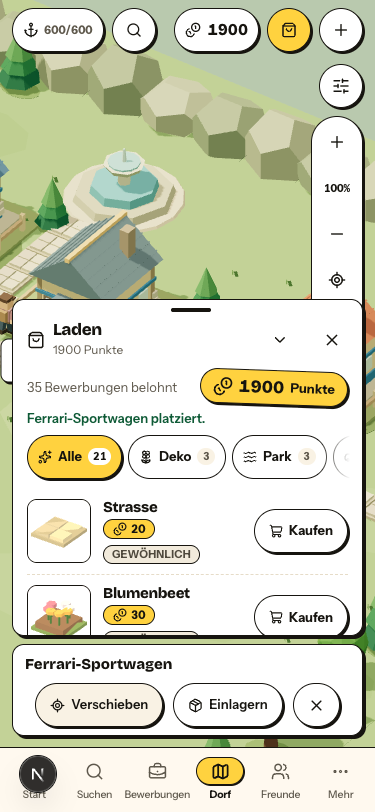 600/600
1900
100%
Laden
1900 Punkte
35 Bewerbungen belohnt
1900 Punkte
Ferrari-Sportwagen platziert.
Alle 21
Deko 3
Park 3
Strasse
20
GEWÖHNLICH
Kaufen
Blumenbeet
30
Kaufen
Ferrari-Sportwagen
Verschieben
Einlagern
N
Start
Suchen
Bewerbungen
Dorf
Freunde
Mehr